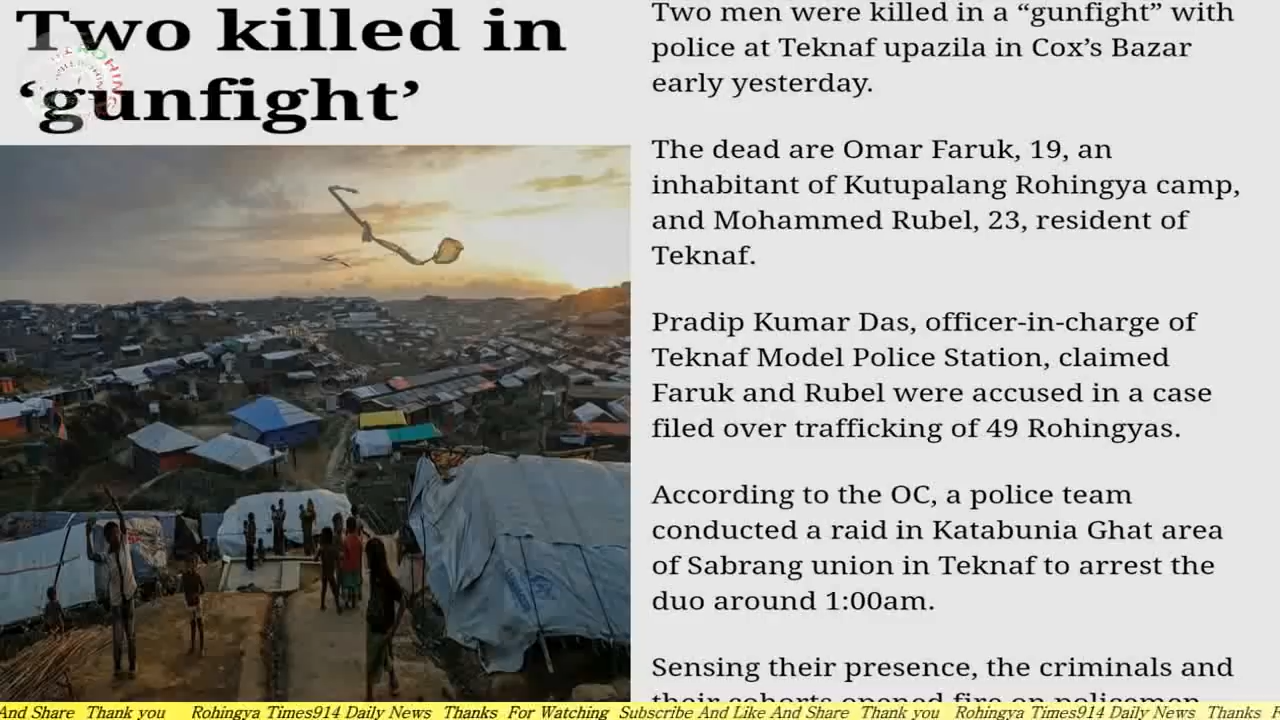 Two killed in
‘gunfight’
Two men were killed in a “gunfight” with
police at Teknaf upazila in Cox’s Bazar
early yesterday.
The dead are Omar Faruk, 19, an
inhabitant of Kutupalang Rohingya camp,
and Mohammed Rubel, 23, resident of
Teknaf.
Pradip Kumar Das, officer-in-charge of
Teknaf Model Police Station, claimed
Faruk and Rubel were accused in a case
filed over trafficking of 49 Rohingyas.
According to the OC, a police team
conducted a raid in Katabunia Ghat area
of Sabrang union in Teknaf to arrest the
duo around 1:00am.
Sensing their presence, the criminals and
their cohorts opened fire on policemen
And Share Thank you Rohingya Times914 Daily News Thanks For Watching Subscribe And Like And Share Thank you Rohingya Times914 Daily News Thanks